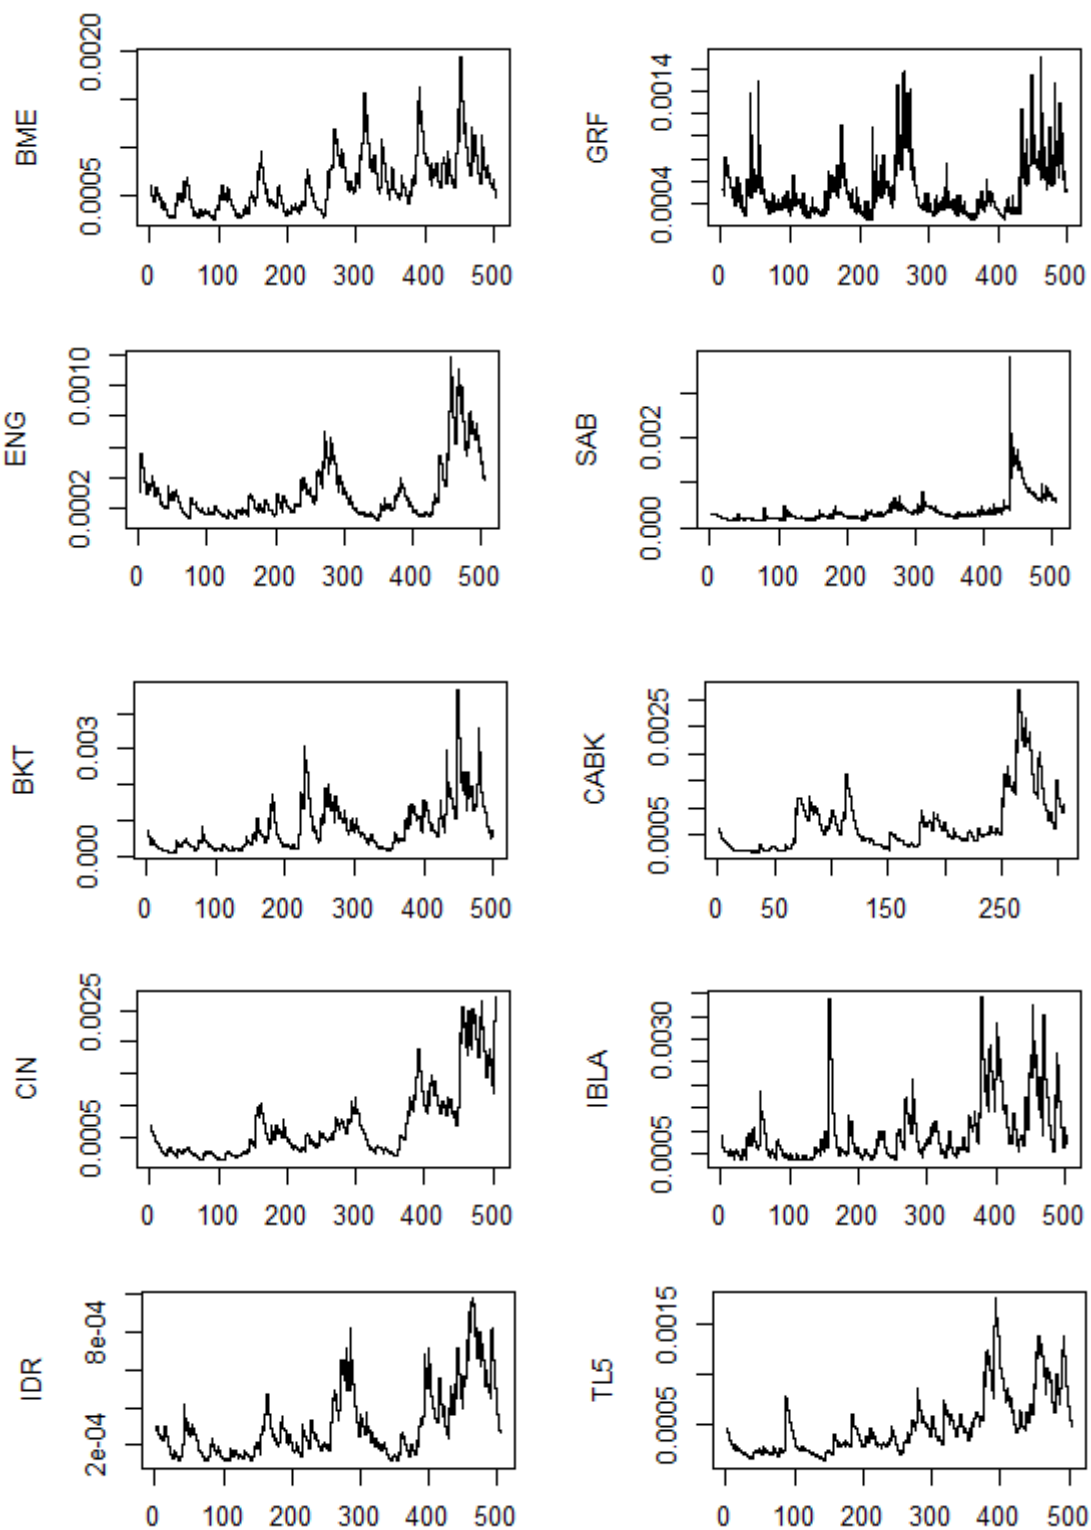 BME
0.0005 0.0020
0 100 200 300 400 500
GRF
0.0004 0.0014
0 100 200 300 400 500
ENG
0.0002 0.0010
0 100 200 300 400 500
SAB
0.000 0.002
0 100 200 300 400 500
BKT
0.000 0.003
0 100 200 300 400 500
CABK
0.0005 0.0025
0 50 150 250
CIN
0.0005 0.0025
0 100 200 300 400 500
IBLA
0.0005 0.0030
0 100 200 300 400 500
IDR
2e-04 8e-04
0 100 200 300 400 500
TL5
0.0005 0.0015
0 100 200 300 400 500